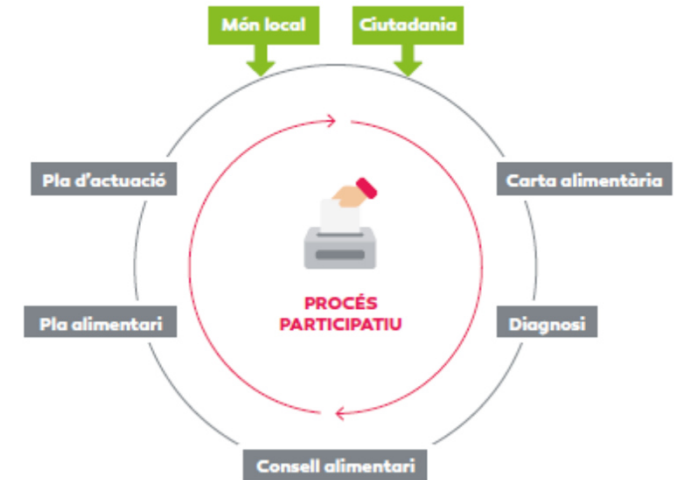 Món local
Ciutadania
Pla d'actuació
Carta alimentària
PROCÉS
PARTICIPATIU
Pla alimentari
Diagnosi
Consell alimentari